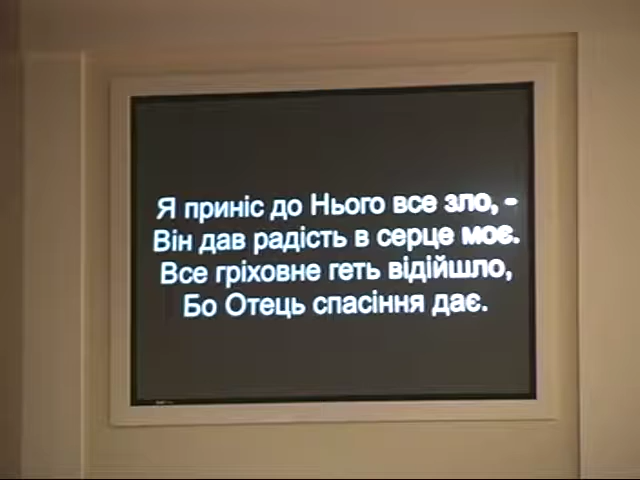 Я приніс до Нього все зло, -
Він дав радість в серце моє.
Все гріховне геть відійшло,
Бо Отець спасіння дає.